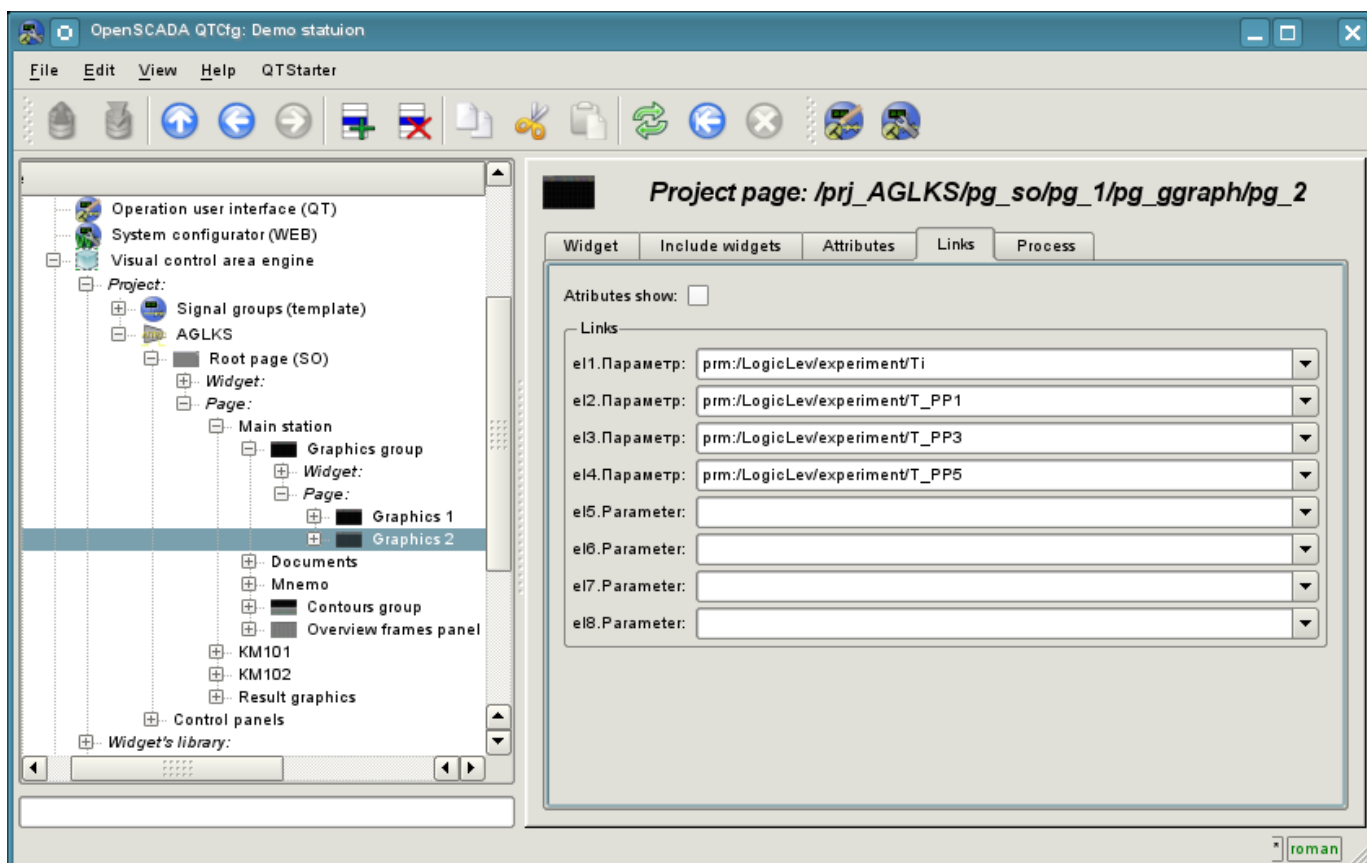 OpenSCADA QTCfg: Demo statuion
File Edit View Help QTStarter
Operation user interface (QT)
System configurator (WEB)
Visual control area engine
Project:
Signal groups (template)
AGLKS
Root page (SO)
Widget:
Page:
Main station
Graphics group
Widget:
Page:
Graphics 1
Graphics 2
Documents
Mnemo
Contours group
Overview frames panel
KM101
KM102
Result graphics
Control panels
Widget's library:
Project page: /prj_AGLKS/pg_so/pg_1/pg_ggraph/pg_2
Widget Include widgets Attributes Links Process
Atributes show:
Links
el1.Параметр: prm:/LogicLev/experiment/Ti
el2.Параметр: prm:/LogicLev/experiment/T_PP1
el3.Параметр: prm:/LogicLev/experiment/T_PP3
el4.Параметр: prm:/LogicLev/experiment/T_PP5
el5.Parameter:
el6.Parameter:
el7.Parameter:
el8.Parameter:
* roman